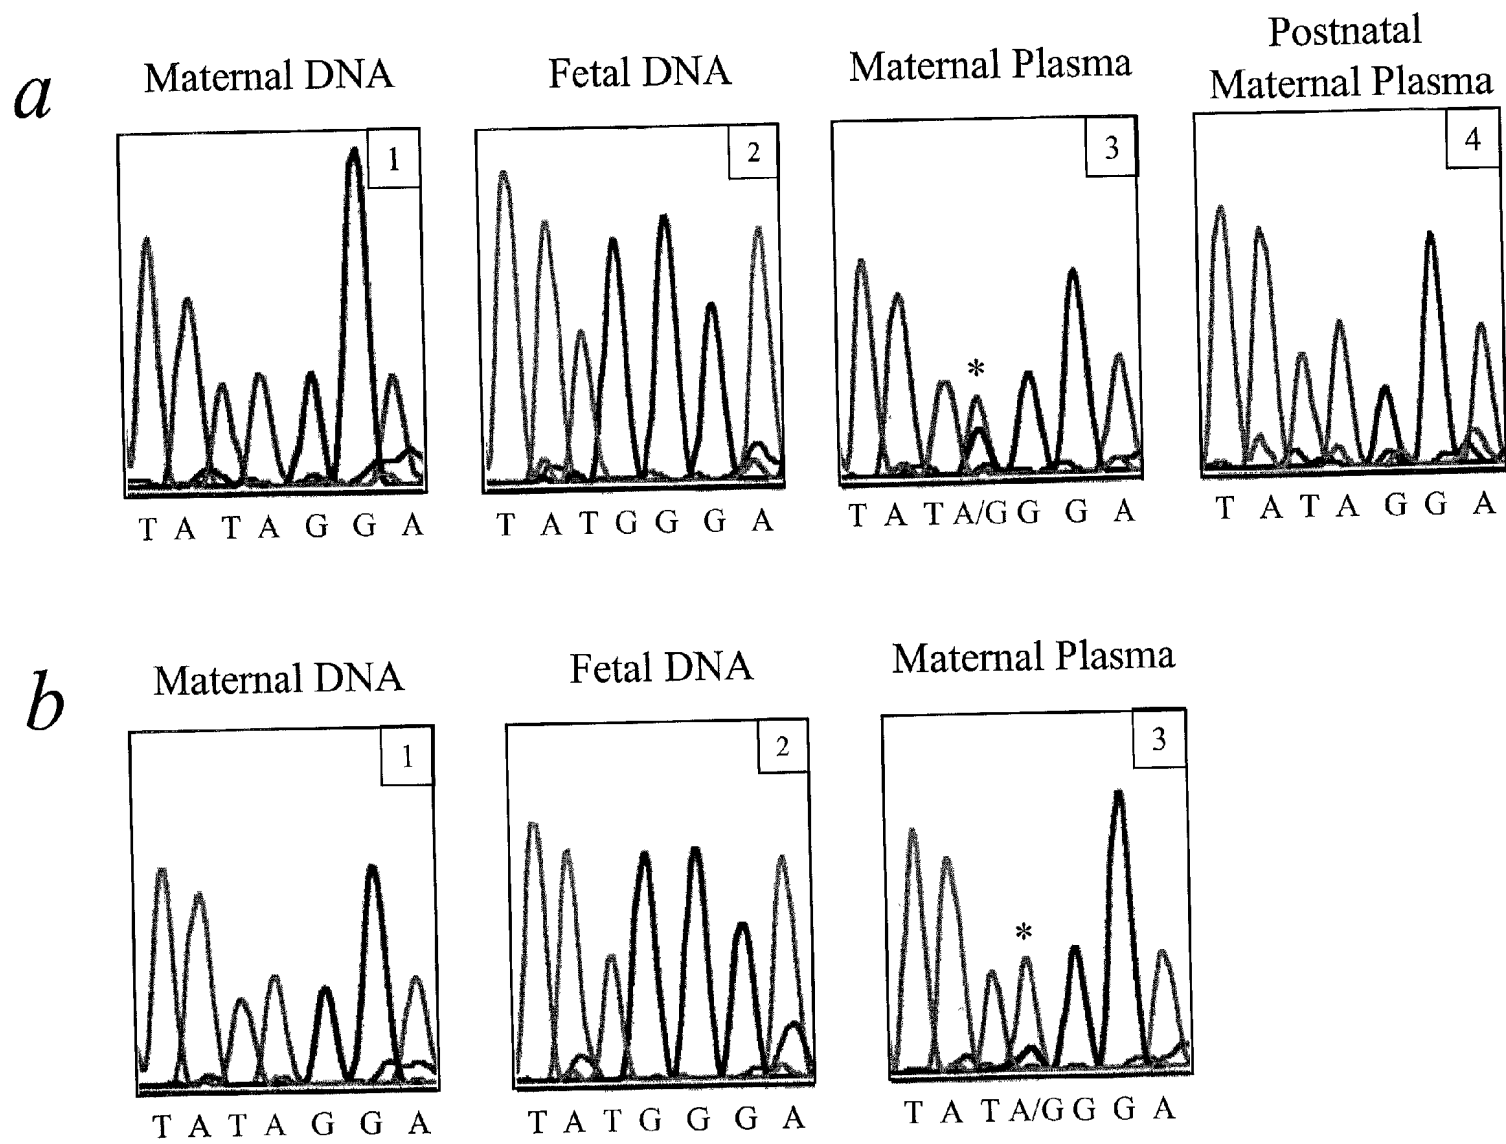 a
Maternal DNA
Fetal DNA
Maternal Plasma
Postnatal
Maternal Plasma
1
2
3
4
*
T A T A G G A
T A T G G G A
T A T A/G G G A
T A T A G G A
b
Maternal DNA
Fetal DNA
Maternal Plasma
1
2
3
*
T A T A G G A
T A T G G G A
T A T A/G G G A